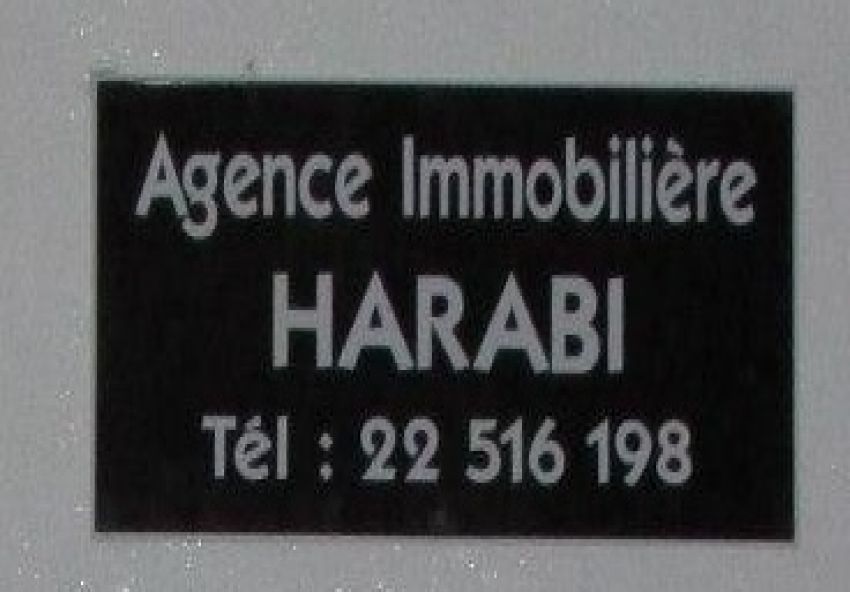 Agence Immobilière
HARABI
Tél : 22 516 198